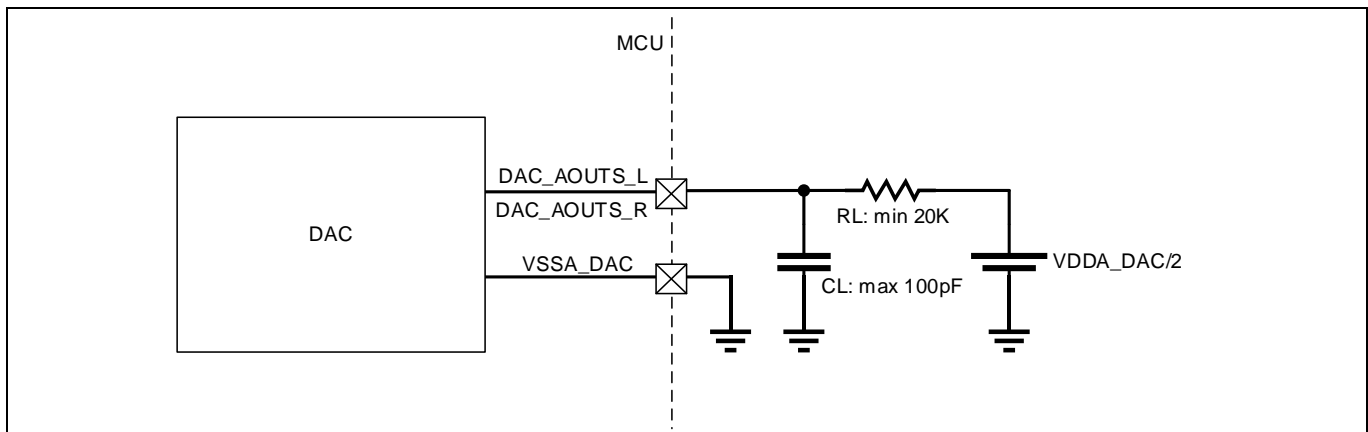 MCU
DAC_AOUTS_L
DAC_AOUTS_R
RL: min 20K
DAC
VSSA_DAC
VDDA_DAC/2
CL: max 100pF